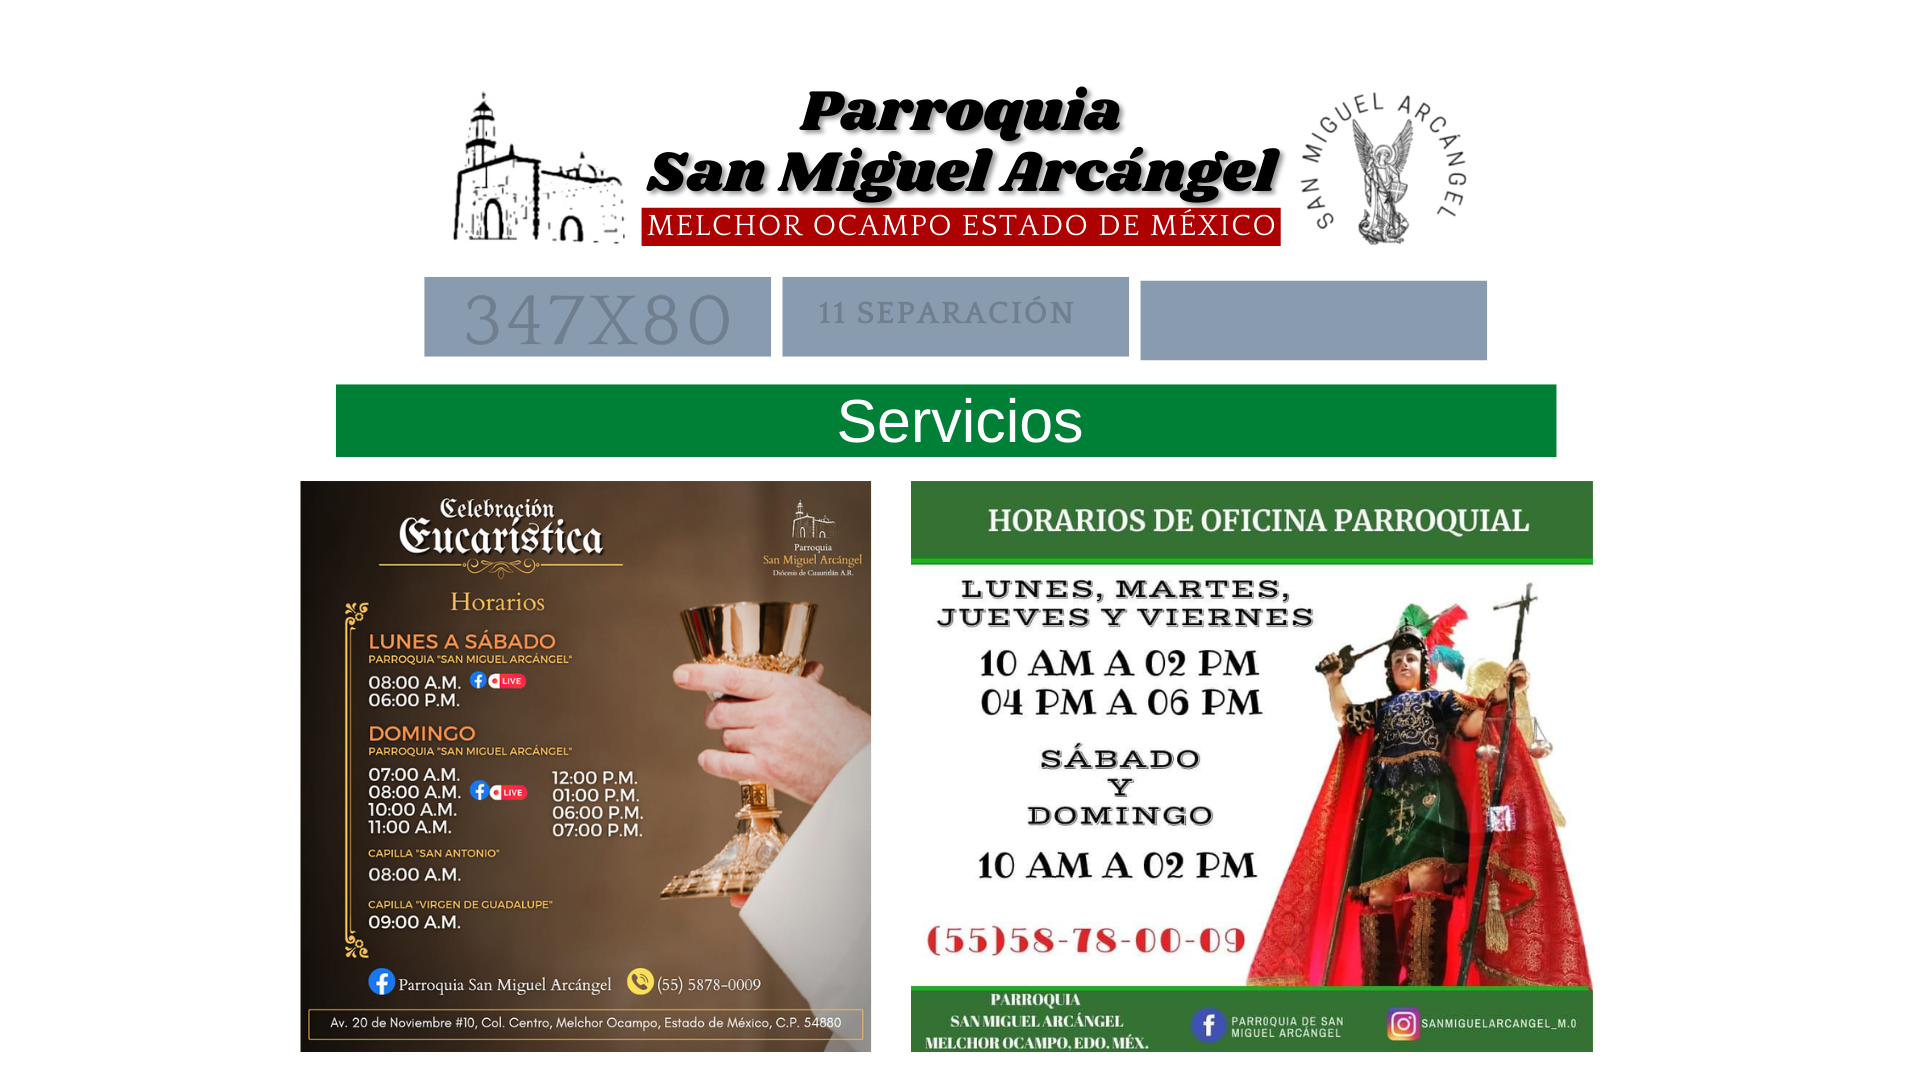 Parroquia
San Miguel Arcángel
MELCHOR OCAMPO ESTADO DE MÉXICO
SAN MIGUEL ARCÁNGEL
347X80
11 SEPARACIÓN
Servicios
Celebración
Eucarística
Parroquia
San Miguel Arcángel
Diócesis de Cuautitlán A.R.
Horarios
LUNES A SÁBADO
PARROQUIA "SAN MIGUEL ARCÁNGEL"
08:00 A.M. LIVE
06:00 P.M.
DOMINGO
PARROQUIA "SAN MIGUEL ARCÁNGEL"
07:00 A.M.
08:00 A.M. LIVE
10:00 A.M.
11:00 A.M.
12:00 P.M.
01:00 P.M.
06:00 P.M.
07:00 P.M.
CAPILLA "SAN ANTONIO"
08:00 A.M.
CAPILLA "VIRGEN DE GUADALUPE"
09:00 A.M.
Parroquia San Miguel Arcángel (55) 5878-0009
Av. 20 de Noviembre #10, Col. Centro, Melchor Ocampo, Estado de México, C.P. 54880
HORARIOS DE OFICINA PARROQUIAL
LUNES, MARTES,
JUEVES Y VIERNES
10 AM A 02 PM
04 PM A 06 PM
SÁBADO
Y
DOMINGO
10 AM A 02 PM
(55)58-78-00-09
PARROQUIA
SAN MIGUEL ARCÁNGEL
MELCHOR OCAMPO, EDO. MÉX.
PARROQUIA DE SAN
MIGUEL ARCÁNGEL
SANMIGUELARCANGEL_M.O